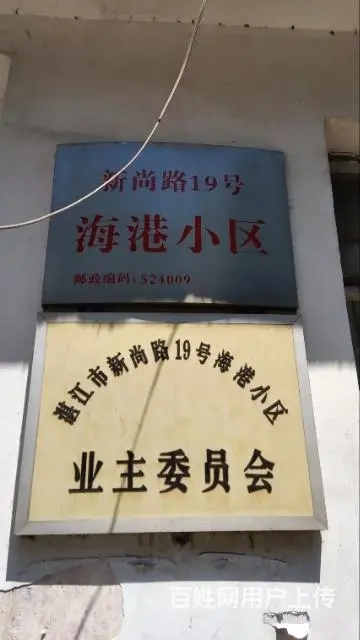 新尚路19号
海港小区
邮政编码:524009
湛江市新尚路19号海港小区
业主委员会
百姓网用户上传